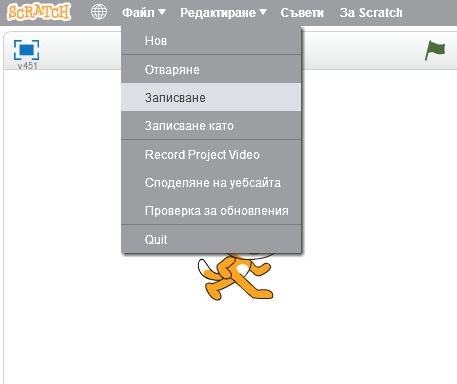 SCRATCH Файл Редактиране Съвети За Scratch
v451
Нов
Отваряне
Записване
Записване като
Record Project Video
Споделяне на уебсайта
Проверка за обновления
Quit